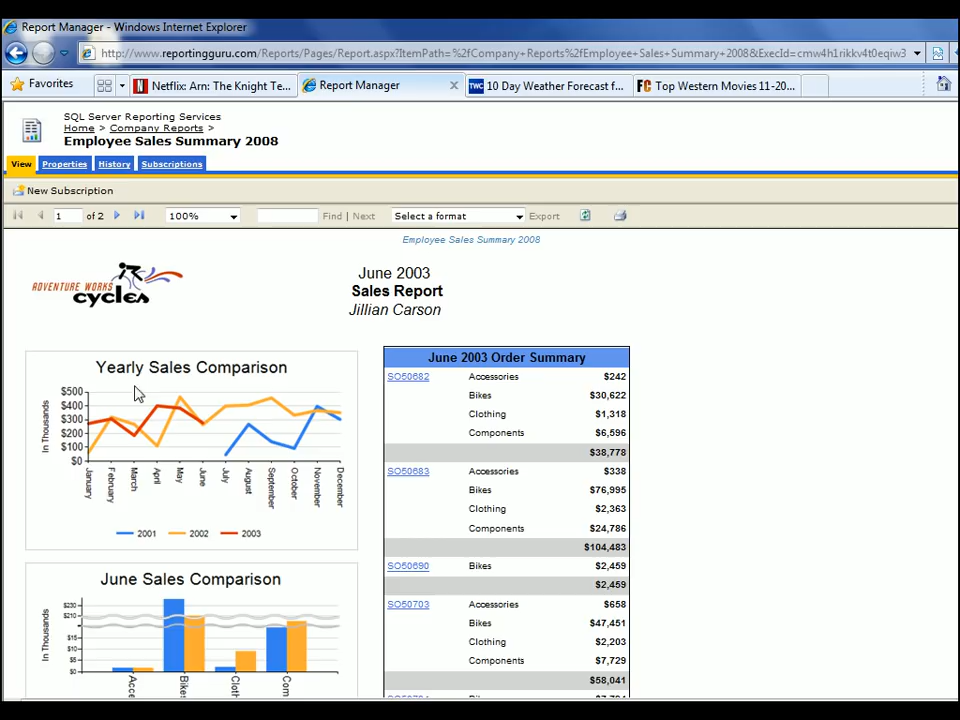 Report Manager - Windows Internet Explorer
http://www.reportingguru.com/Reports/Pages/Report.aspx?ItemPath=%2fCompany+Reports%2fEmployee+Sales+Summary+2008&ExecId=cmw4h1rikkv4t0eqiw3
Favorites
Netflix: Arn: The Knight Te...
Report Manager
TWC 10 Day Weather Forecast f...
FC Top Western Movies 11-20...
SQL Server Reporting Services
Home > Company Reports >
Employee Sales Summary 2008
View Properties History Subscriptions
New Subscription
1 of 2 100% Find | Next Select a format Export
Employee Sales Summary 2008
ADVENTURE WORKS
cycles
June 2003
Sales Report
Jillian Carson
Yearly Sales Comparison
In Thousands
$500
$400
$300
$200
$100
$0
January February March April May June July August September October November December
2001 2002 2003
June Sales Comparison
In Thousands
$230
$210
$15
$10
$5
$0
Acce Bikes Cloth Com
June 2003 Order Summary
SO50682 Accessories $242
Bikes $30,622
Clothing $1,318
Components $6,596
$38,778
SO50683 Accessories $338
Bikes $76,995
Clothing $2,363
Components $24,786
$104,483
SO50690 Bikes $2,459
$2,459
SO50703 Accessories $658
Bikes $47,451
Clothing $2,203
Components $7,729
$58,041